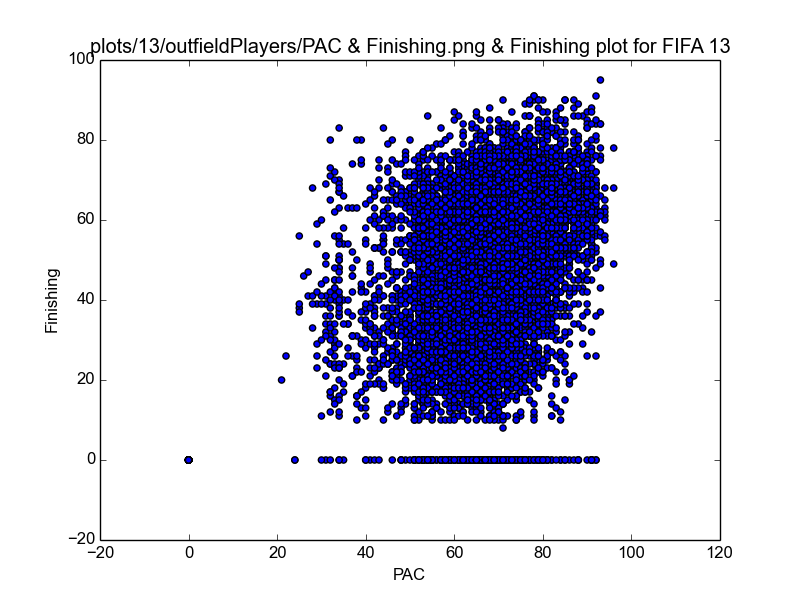 plots/13/outfieldPlayers/PAC & Finishing.png & Finishing plot for FIFA 13
100
80
60
40
20
0
−20
Finishing
−20 0 20 40 60 80 100 120
PAC